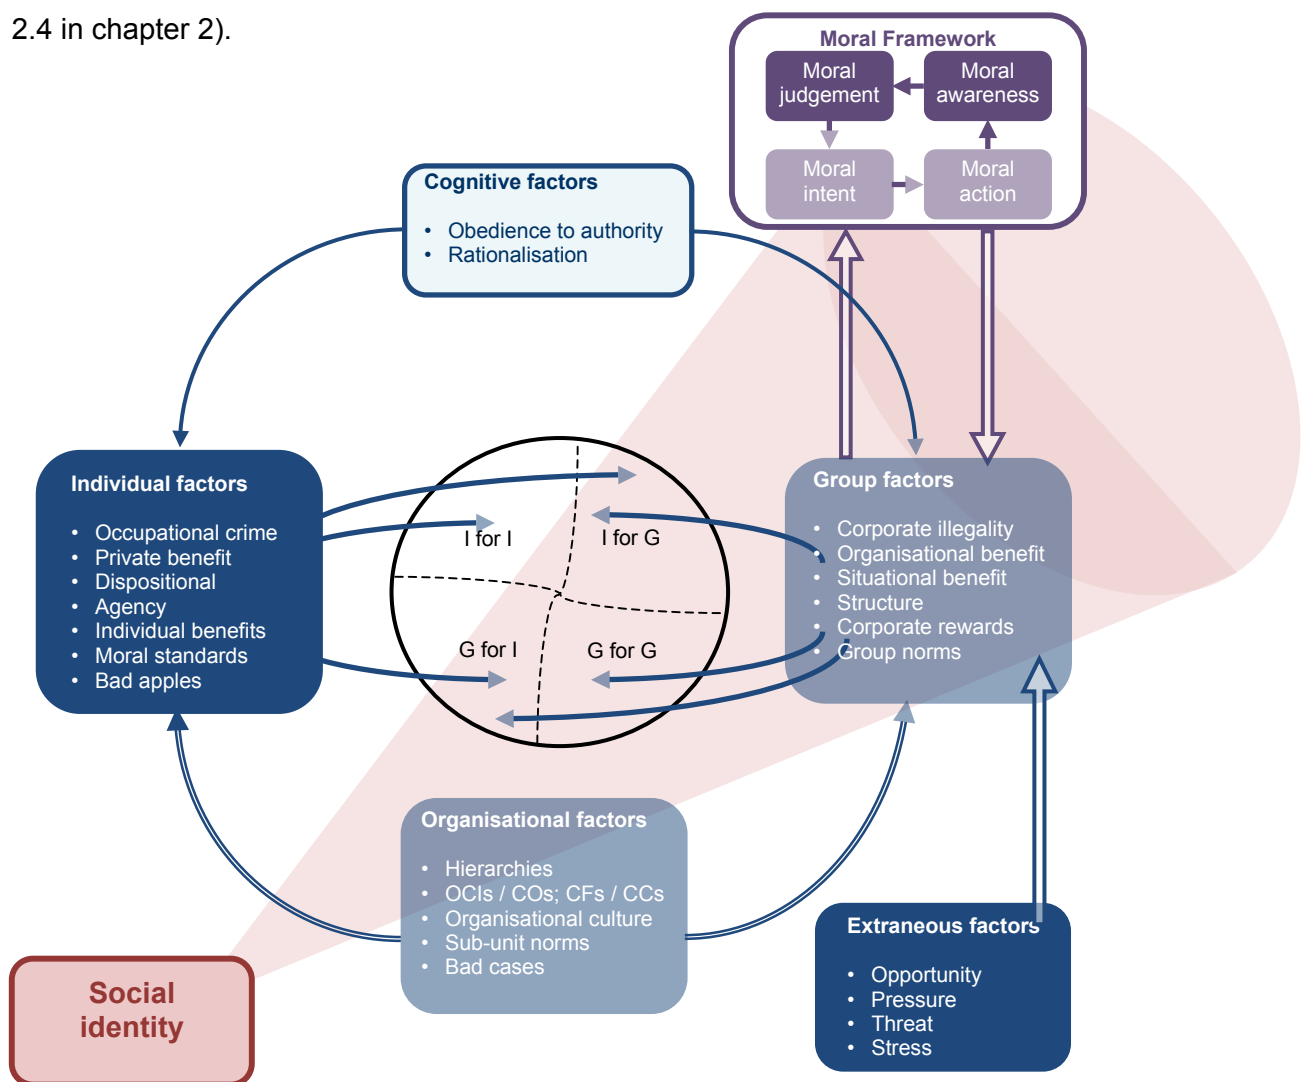 2.4 in chapter 2).
Moral Framework
Moral
judgement
Moral
awareness
Moral
intent
Moral
action
Cognitive factors
• Obedience to authority
• Rationalisation
Individual factors
• Occupational crime
• Private benefit
• Dispositional
• Agency
• Individual benefits
• Moral standards
• Bad apples
I for I
I for G
G for I
G for G
Group factors
• Corporate illegality
• Organisational benefit
• Situational benefit
• Structure
• Corporate rewards
• Group norms
Organisational factors
• Hierarchies
• OCIs / COs; CFs / CCs
• Organisational culture
• Sub-unit norms
• Bad cases
Extraneous factors
• Opportunity
• Pressure
• Threat
• Stress
Social
identity